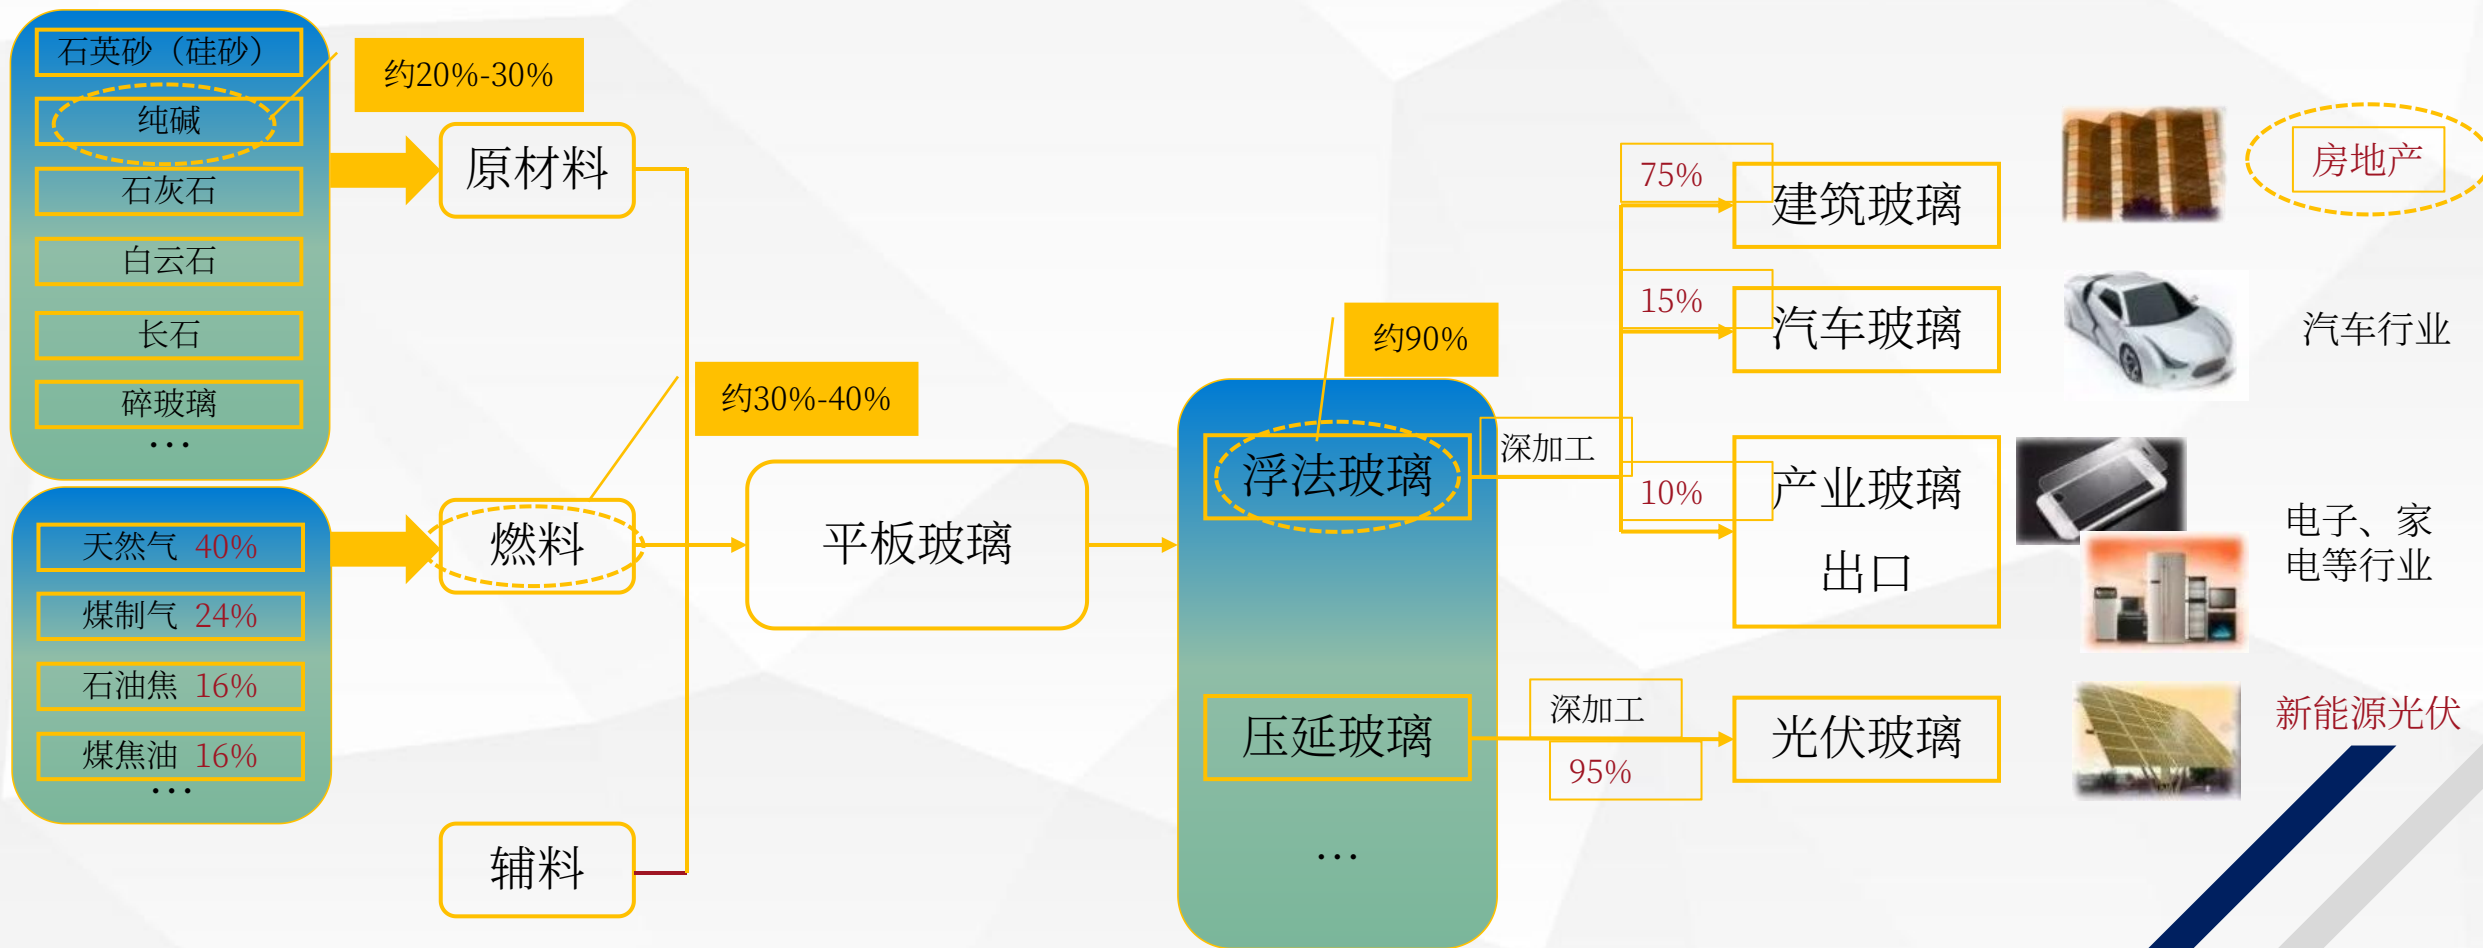 石英砂（硅砂）
纯碱
石灰石
白云石
长石
碎玻璃
…
约20%-30%
原材料
天然气 40%
煤制气 24%
石油焦 16%
煤焦油 16%
…
约30%-40%
燃料
辅料
平板玻璃
约90%
浮法玻璃
压延玻璃
…
深加工
75%
建筑玻璃
房地产
15%
汽车玻璃
汽车行业
10%
产业玻璃
出口
电子、家
电等行业
深加工
95%
光伏玻璃
新能源光伏